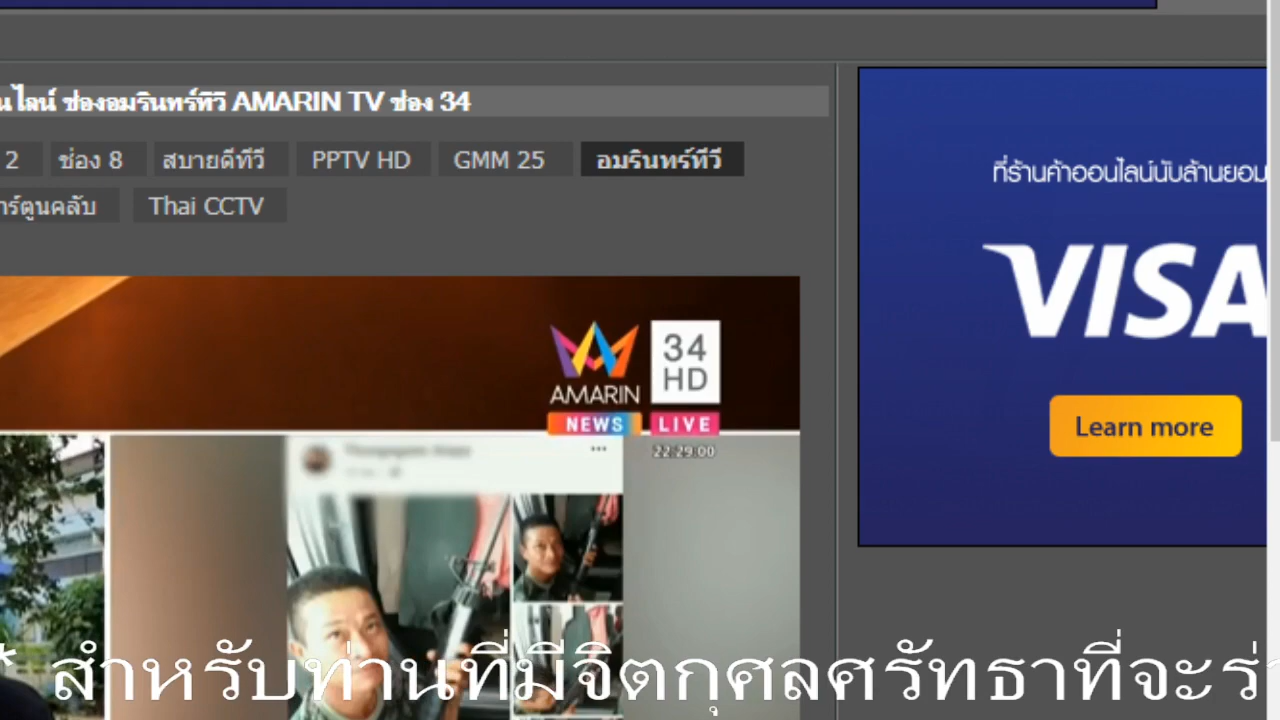 นไลน์ ช่องอมรินทร์ทีวี AMARIN TV ช่อง 34
2 ช่อง 8 สบายดีทีวี PPTV HD GMM 25 อมรินทร์ทีวี
าร์ตูนคลับ Thai CCTV
ที่ร้านค้าออนไลน์นับล้านยอม
VISA
Learn more
34
HD
AMARIN
NEWS LIVE
22:29:00
* สำหรับท่านที่มีจิตกุศลศรัทธาที่จะร่